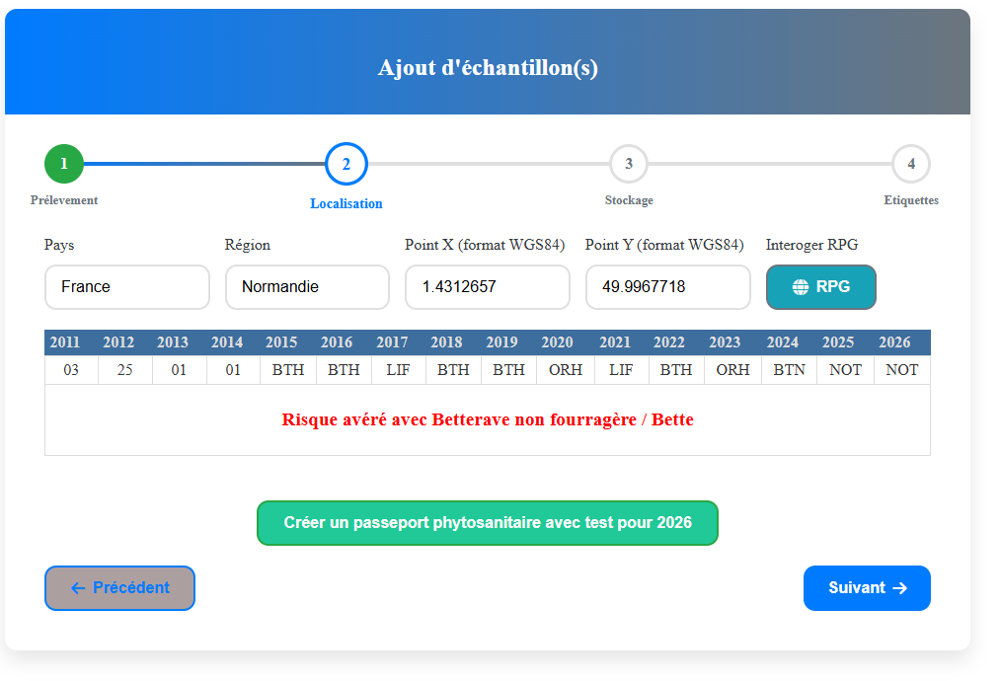 Ajout d'échantillon(s)
1 2 3 4
Prélevement Localisation Stockage Etiquettes
Pays Région Point X (format WGS84) Point Y (format WGS84) Interoger RPG
France Normandie 1.4312657 49.9967718 RPG
2011 2012 2013 2014 2015 2016 2017 2018 2019 2020 2021 2022 2023 2024 2025 2026
03 25 01 01 BTH BTH LIF BTH BTH ORH LIF BTH ORH BTN NOT NOT
Risque avéré avec Betterave non fourragère / Bette
Créer un passeport phytosanitaire avec test pour 2026
← Précédent Suivant →